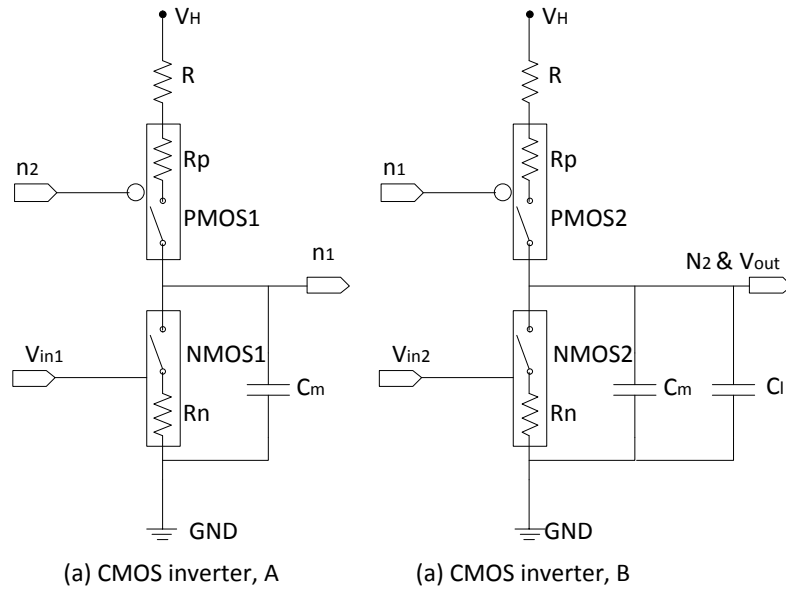 VH
R
Rp
n2
PMOS1
n1
Vin1
NMOS1
Rn
Cm
GND
(a) CMOS inverter, A
VH
R
Rp
n1
PMOS2
N2 & Vout
Vin2
NMOS2
Rn
Cm
Cl
GND
(a) CMOS inverter, B